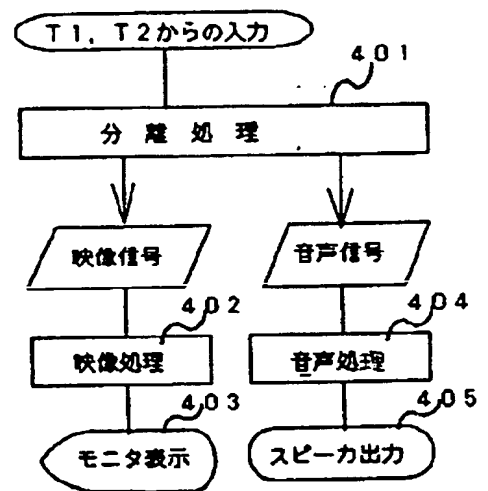 T1，T2からの入力
401
分離処理
映像信号
音声信号
402
404
映像処理
音声処理
403
405
モニタ表示
スピーカ出力